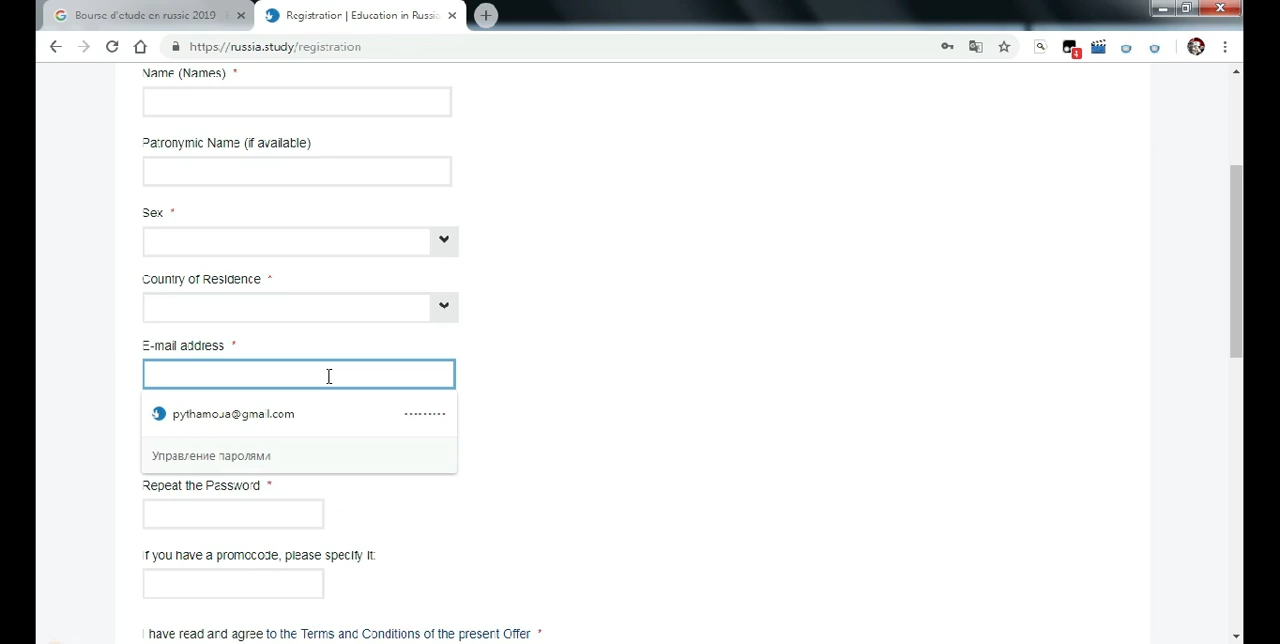 Bourse d'etude en russie 2019
Registration | Education in Russia
https://russia.study/registration
4
Name (Names) *
Patronymic Name (if available)
Sex *
Country of Residence *
E-mail address *
pythamoua@gmail.com
Управление паролями
Repeat the Password *
If you have a promocode, please specify it:
I have read and agree to the Terms and Conditions of the present Offer *